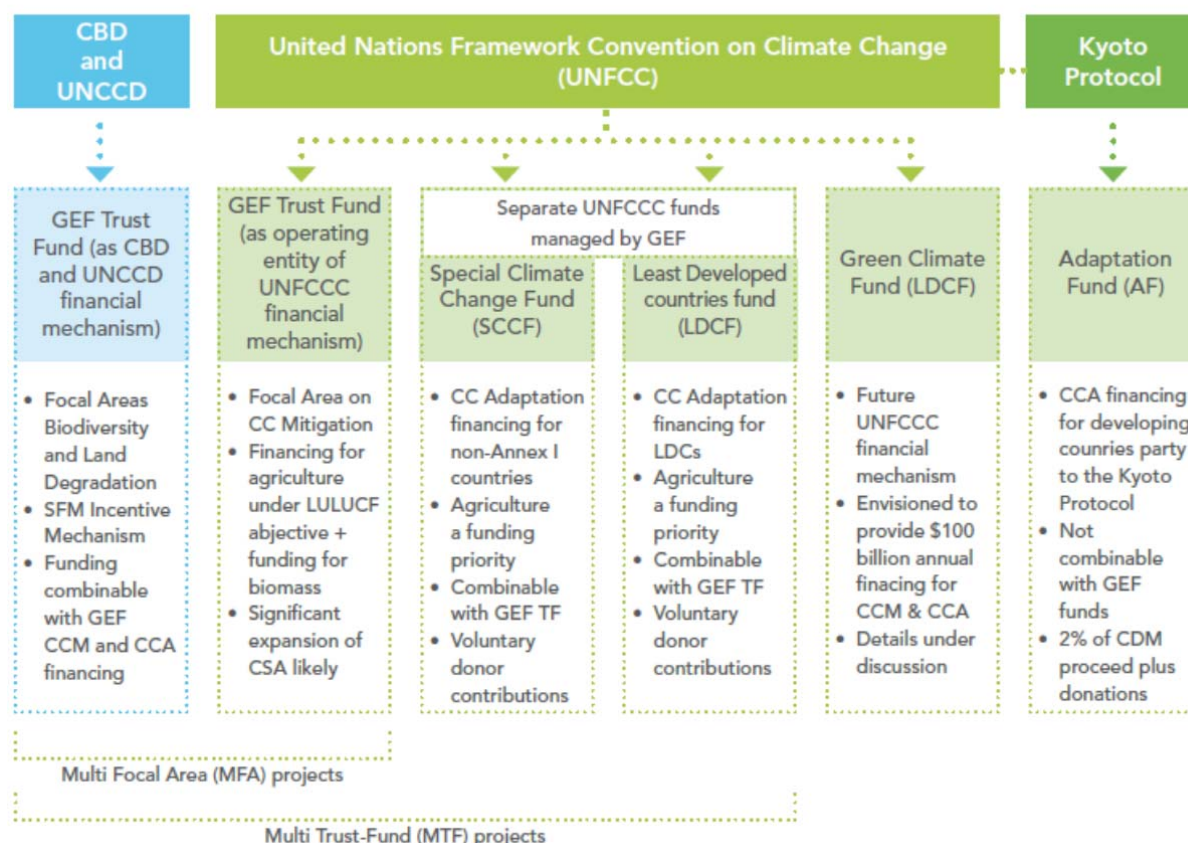 CBD
and
UNCCD
United Nations Framework Convention on Climate Change
(UNFCC)
Kyoto
Protocol
GEF Trust
Fund (as CBD
and UNCCD
financial
mechanism)
GEF Trust Fund
(as operating
entity of
UNFCCC
financial
mechanism)
Separate UNFCCC funds
managed by GEF
Special Climate
Change Fund
(SCCF)
Least Developed
countries fund
(LDCF)
Green Climate
Fund (LDCF)
Adaptation
Fund (AF)
• Focal Areas
Biodiversity
and Land
Degradation
• SFM Incentive
Mechanism
• Funding
combinable
with GEF
CCM and CCA
financing
• Focal Area on
CC Mitigation
• Financing for
agriculture
under LULUCF
abjective +
funding for
biomass
• Significant
expansion of
CSA likely
• CC Adaptation
financing for
non-Annex I
countries
• Agriculture
a funding
priority
• Combinable
with GEF TF
• Voluntary
donor
contributions
• CC Adaptation
financing for
LDCs
• Agriculture
a funding
priority
• Combinable
with GEF TF
• Voluntary
donor
contributions
• Future
UNFCCC
financial
mechanism
• Envisioned to
provide $100
billion annual
finacing for
CCM & CCA
• Details under
discussion
• CCA financing
for developing
counries party
to the Kyoto
Protocol
• Not
combinable
with GEF
funds
• 2% of CDM
proceed plus
donations
Multi Focal Area (MFA) projects
Multi Trust-Fund (MTF) projects